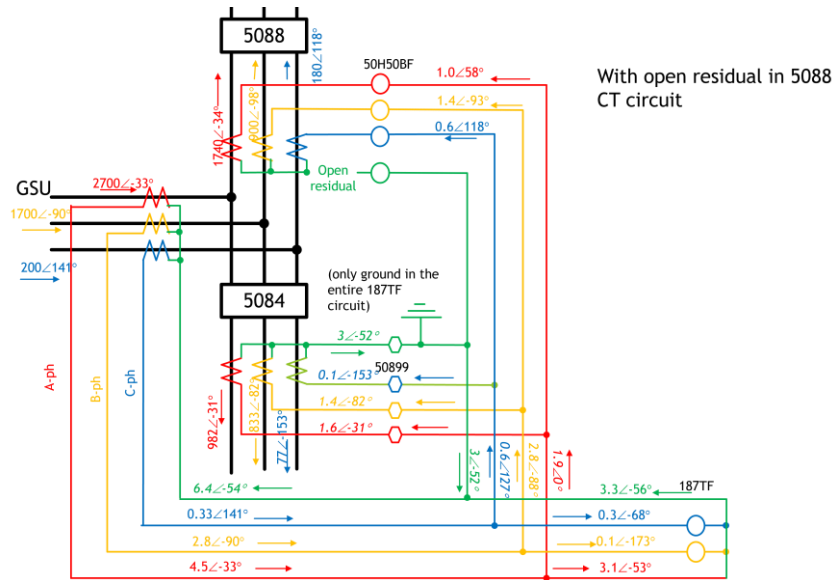 5088
180∠118°
900∠-98°
1740∠-34°
50H50BF
1.0∠58°
1.4∠-93°
0.6∠118°
With open residual in 5088
CT circuit
Open
residual
GSU
2700∠-33°
1700∠-90°
200∠141°
(only ground in the
entire 187TF
circuit)
5084
3∠-52°
50899
0.1∠-153°
1.4∠-82°
1.6∠-31°
A-ph
B-ph
C-ph
982∠-31°
833∠-82°
77∠-153°
3∠-52°
0.6∠127°
2.8∠-88°
1.9∠0°
6.4∠-54°
3.3∠-56°
187TF
0.33∠141°
0.3∠-68°
2.8∠-90°
0.1∠-173°
4.5∠-33°
3.1∠-53°